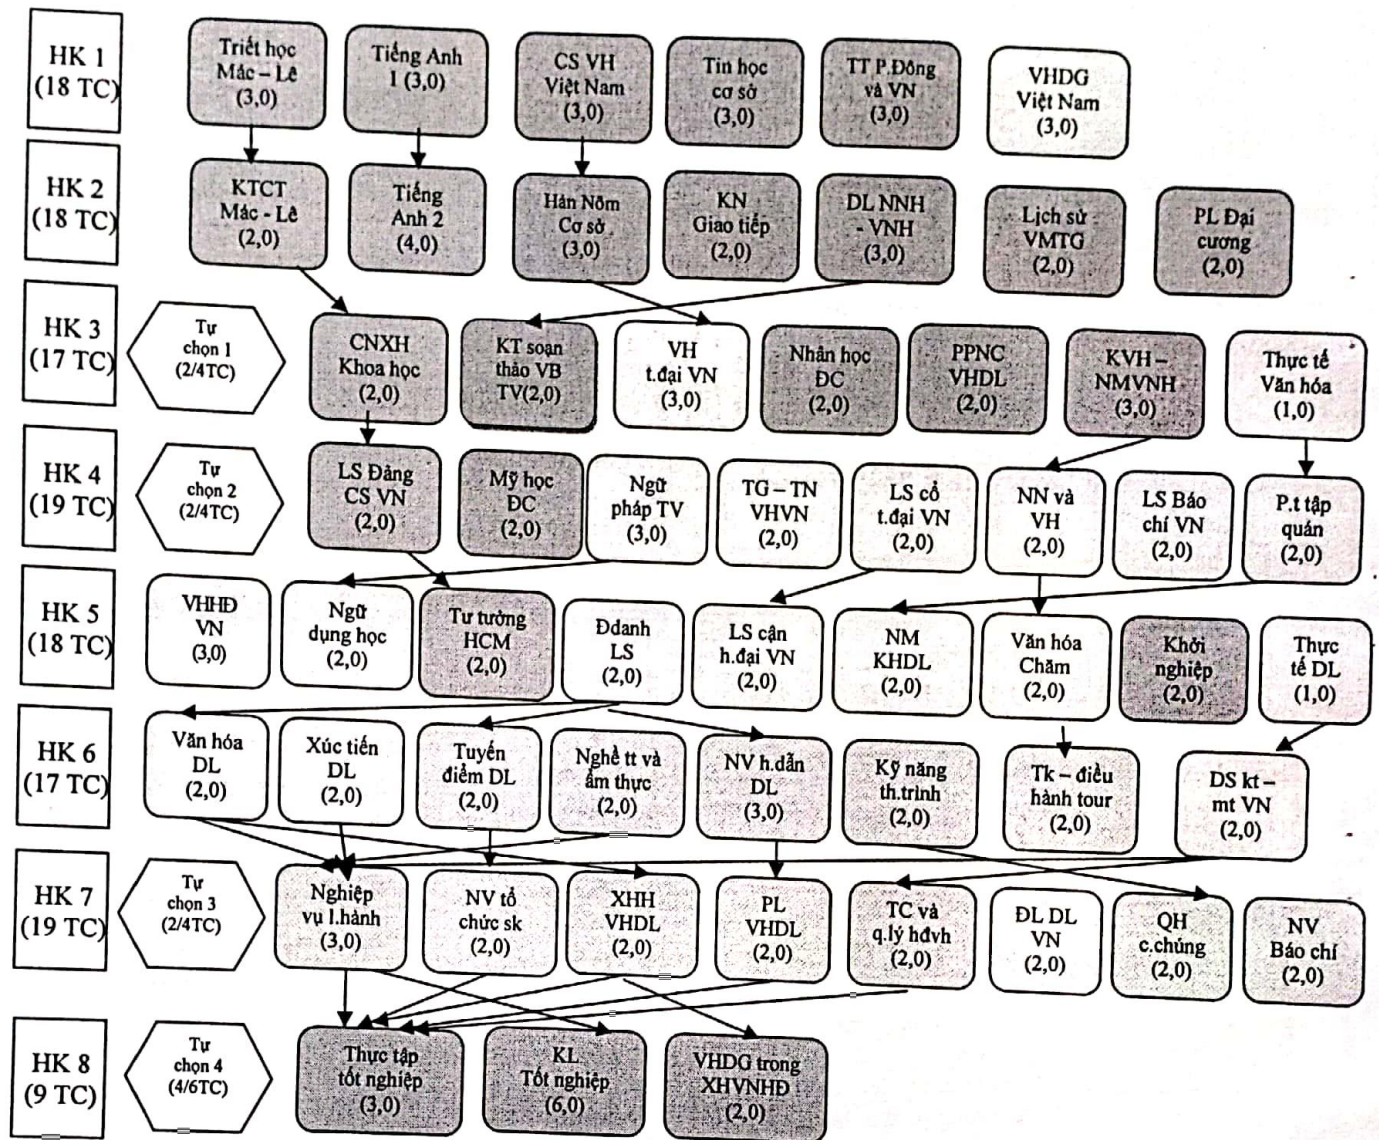 HK 1
(18 TC)
Triết học
Mác – Lê
(3,0)
Tiếng Anh
1 (3,0)
CS VH
Việt Nam
(3,0)
Tin học
cơ sở
(3,0)
TT P.Đông
và VN
(3,0)
VHDG
Việt Nam
(3,0)
HK 2
(18 TC)
KTCT
Mác - Lê
(2,0)
Tiếng
Anh 2
(4,0)
Hán Nôm
Cơ sở
(3,0)
KN
Giao tiếp
(2,0)
DL NNH
- VNH
(3,0)
Lịch sử
VMTG
(2,0)
PL Đại
cương
(2,0)
HK 3
(17 TC)
Tự
chọn 1
(2/4TC)
CNXH
Khoa học
(2,0)
KT soạn
thảo VB
TV(2,0)
VH
t.đại VN
(3,0)
Nhân học
ĐC
(2,0)
PPNC
VHDL
(2,0)
KVH –
NMVNH
(3,0)
Thực tế
Văn hóa
(1,0)
HK 4
(19 TC)
Tự
chọn 2
(2/4TC)
LS Đảng
CS VN
(2,0)
Mỹ học
ĐC
(2,0)
Ngữ
pháp TV
(3,0)
TG – TN
VHVN
(2,0)
LS cổ
t.đại VN
(2,0)
NN và
VH
(2,0)
LS Báo
chí VN
(2,0)
P.t tập
quán
(2,0)
HK 5
(18 TC)
VHHĐ
VN
(3,0)
Ngữ
dụng học
(2,0)
Tư tưởng
HCM
(2,0)
Đdanh
LS
(2,0)
LS cận
h.đại VN
(2,0)
NM
KHDL
(2,0)
Văn hóa
Chăm
(2,0)
Khởi
nghiệp
(2,0)
Thực
tế DL
(1,0)
HK 6
(17 TC)
Văn hóa
DL
(2,0)
Xúc tiến
DL
(2,0)
Tuyến
điểm DL
(2,0)
Nghề tt và
ẩm thực
(2,0)
NV h.dẫn
DL
(3,0)
Kỹ năng
th.trình
(2,0)
Tk – điều
hành tour
(2,0)
DS kt –
mt VN
(2,0)
HK 7
(19 TC)
Tự
chọn 3
(2/4TC)
Nghiệp
vụ l.hành
(3,0)
NV tổ
chức sk
(2,0)
XHH
VHDL
(2,0)
PL
VHDL
(2,0)
TC và
q.lý hđvh
(2,0)
ĐL DL
VN
(2,0)
QH
c.chúng
(2,0)
NV
Báo chí
(2,0)
HK 8
(9 TC)
Tự
chọn 4
(4/6TC)
Thực tập
tốt nghiệp
(3,0)
KL
Tốt nghiệp
(6,0)
VHDG trong
XHVNHĐ
(2,0)